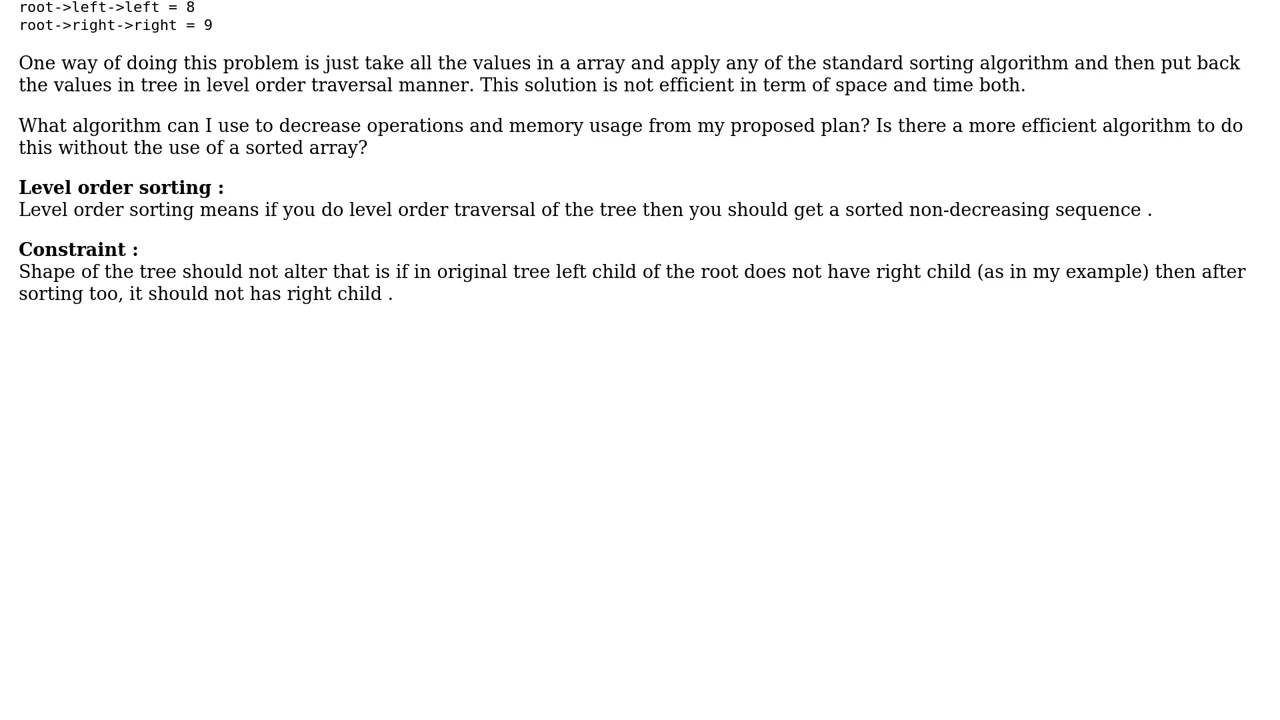 root->left->left = 8
root->right->right = 9
One way of doing this problem is just take all the values in a array and apply any of the standard sorting algorithm and then put back
the values in tree in level order traversal manner. This solution is not efficient in term of space and time both.
What algorithm can I use to decrease operations and memory usage from my proposed plan? Is there a more efficient algorithm to do
this without the use of a sorted array?
Level order sorting :
Level order sorting means if you do level order traversal of the tree then you should get a sorted non-decreasing sequence .
Constraint :
Shape of the tree should not alter that is if in original tree left child of the root does not have right child (as in my example) then after
sorting too, it should not has right child .